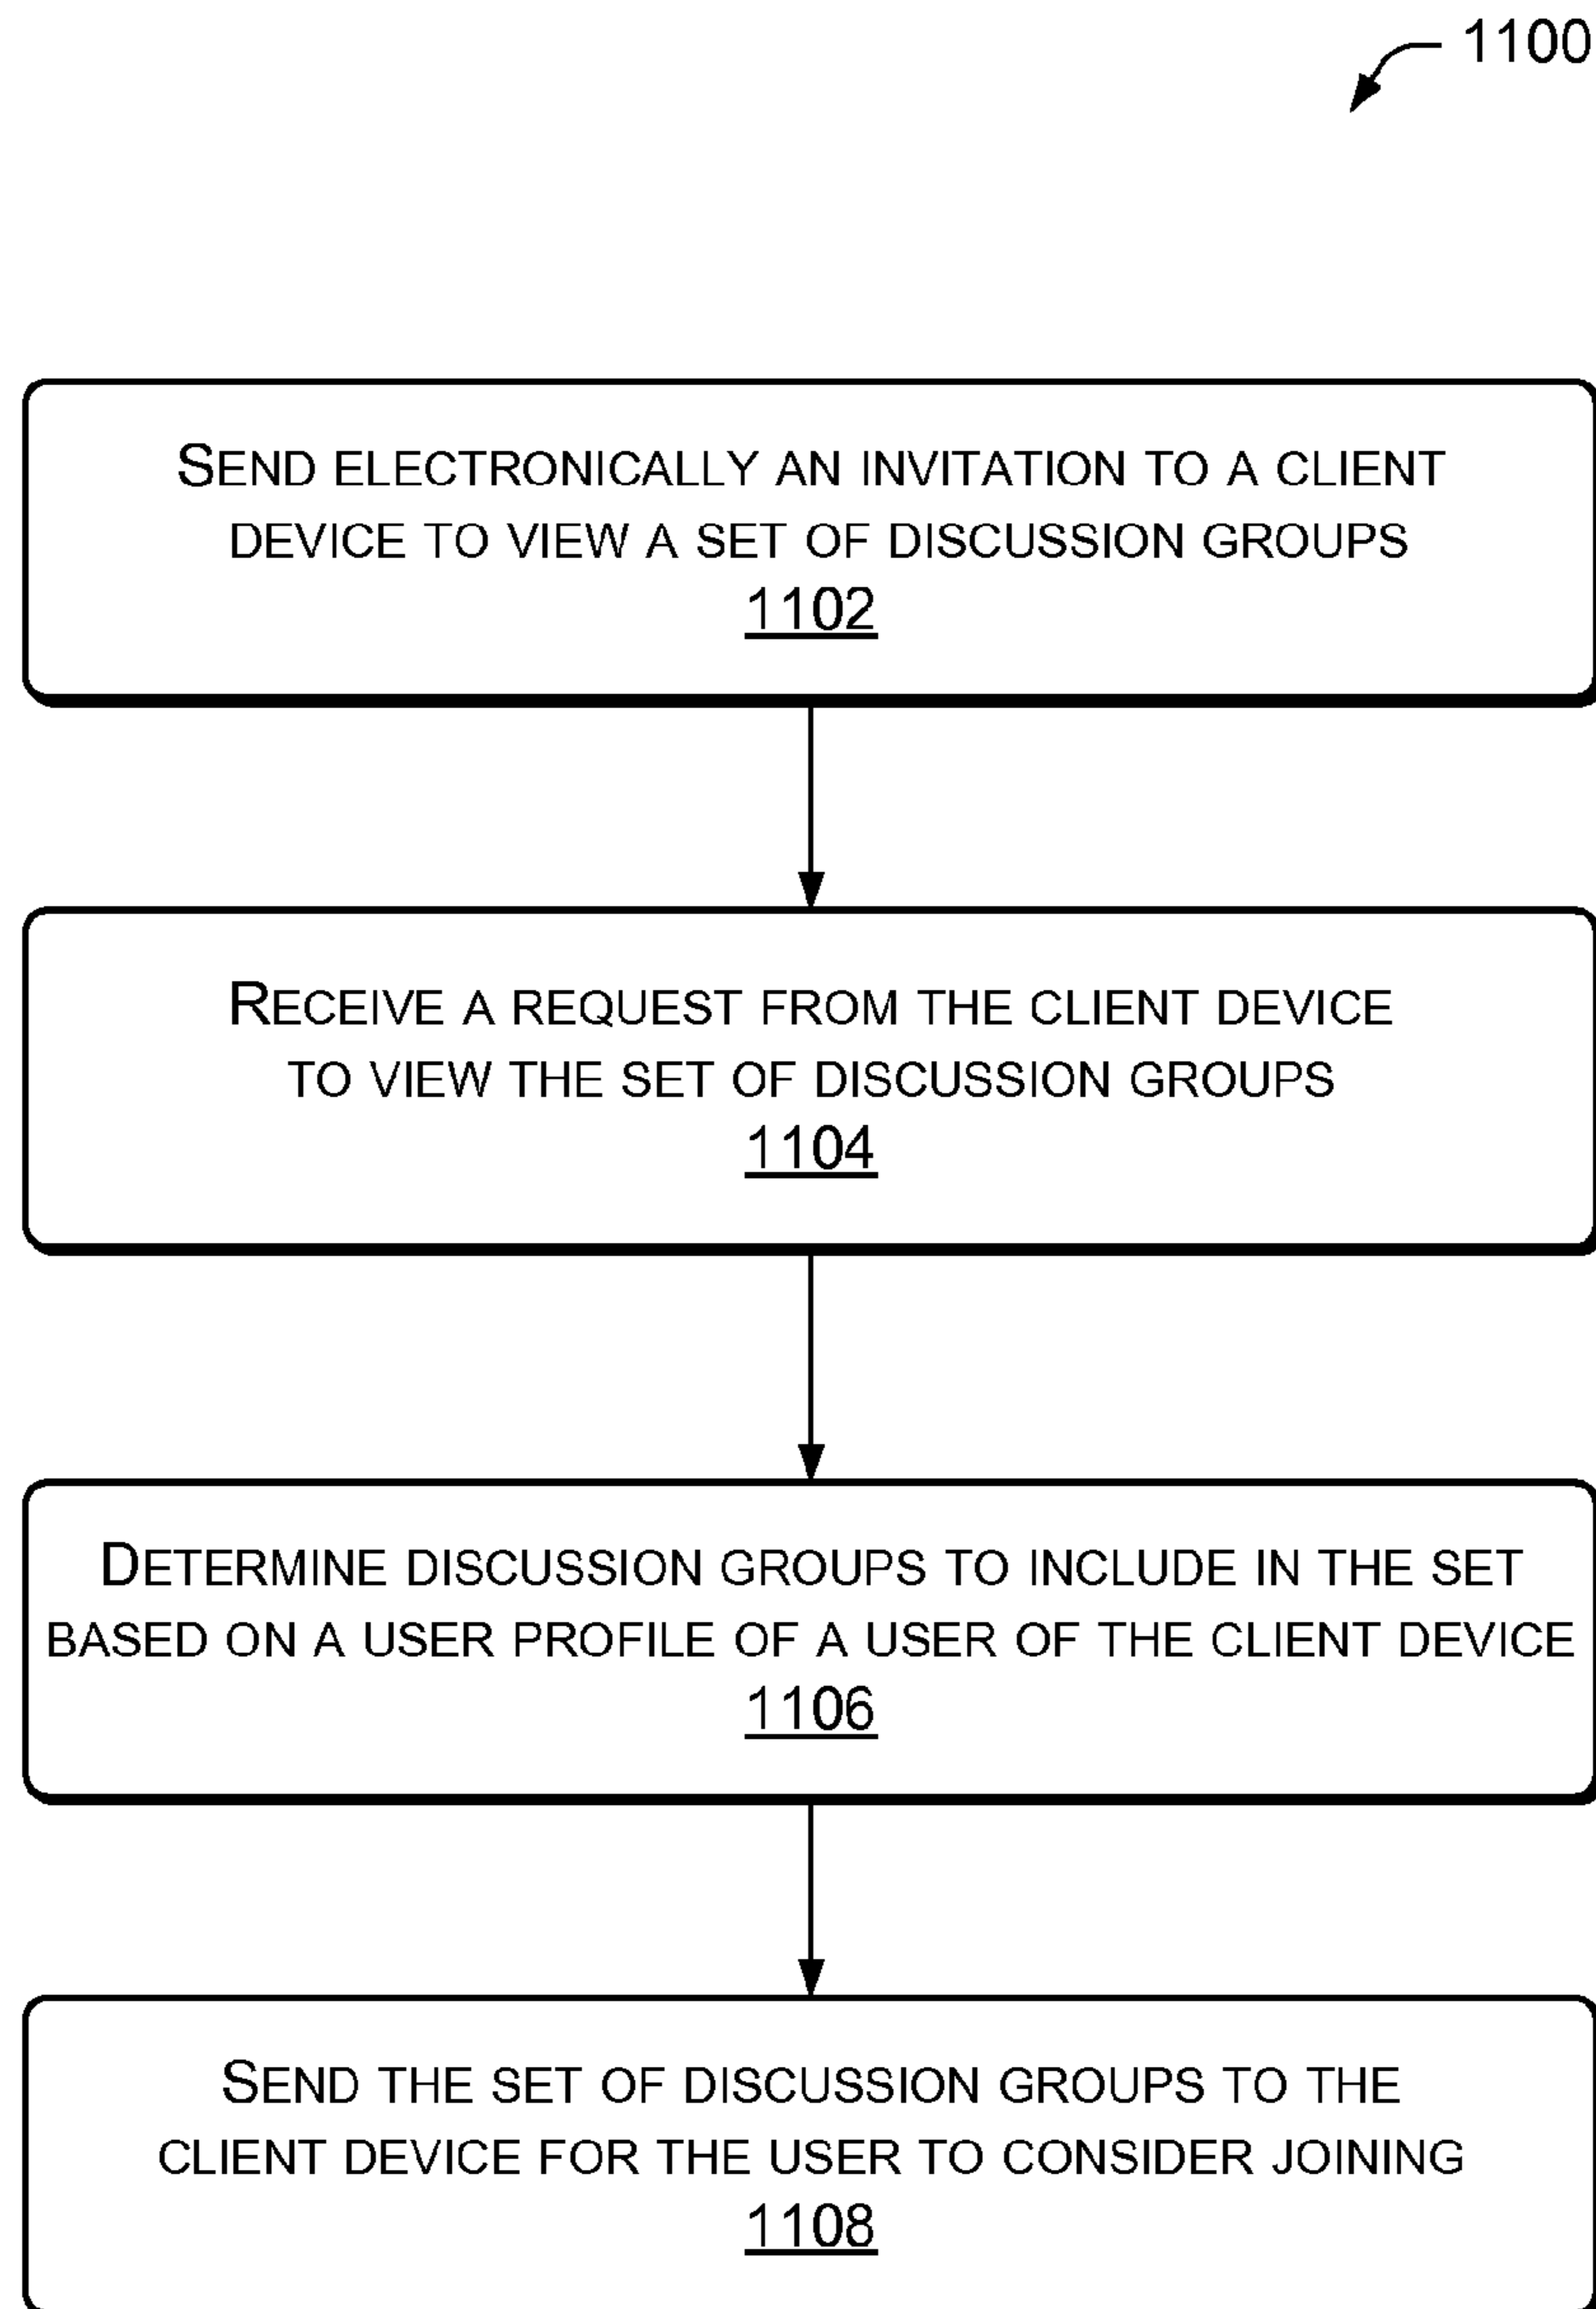 1100
SEND ELECTRONICALLY AN INVITATION TO A CLIENT
DEVICE TO VIEW A SET OF DISCUSSION GROUPS
1102
RECEIVE A REQUEST FROM THE CLIENT DEVICE
TO VIEW THE SET OF DISCUSSION GROUPS
1104
DETERMINE DISCUSSION GROUPS TO INCLUDE IN THE SET
BASED ON A USER PROFILE OF A USER OF THE CLIENT DEVICE
1106
SEND THE SET OF DISCUSSION GROUPS TO THE
CLIENT DEVICE FOR THE USER TO CONSIDER JOINING
1108